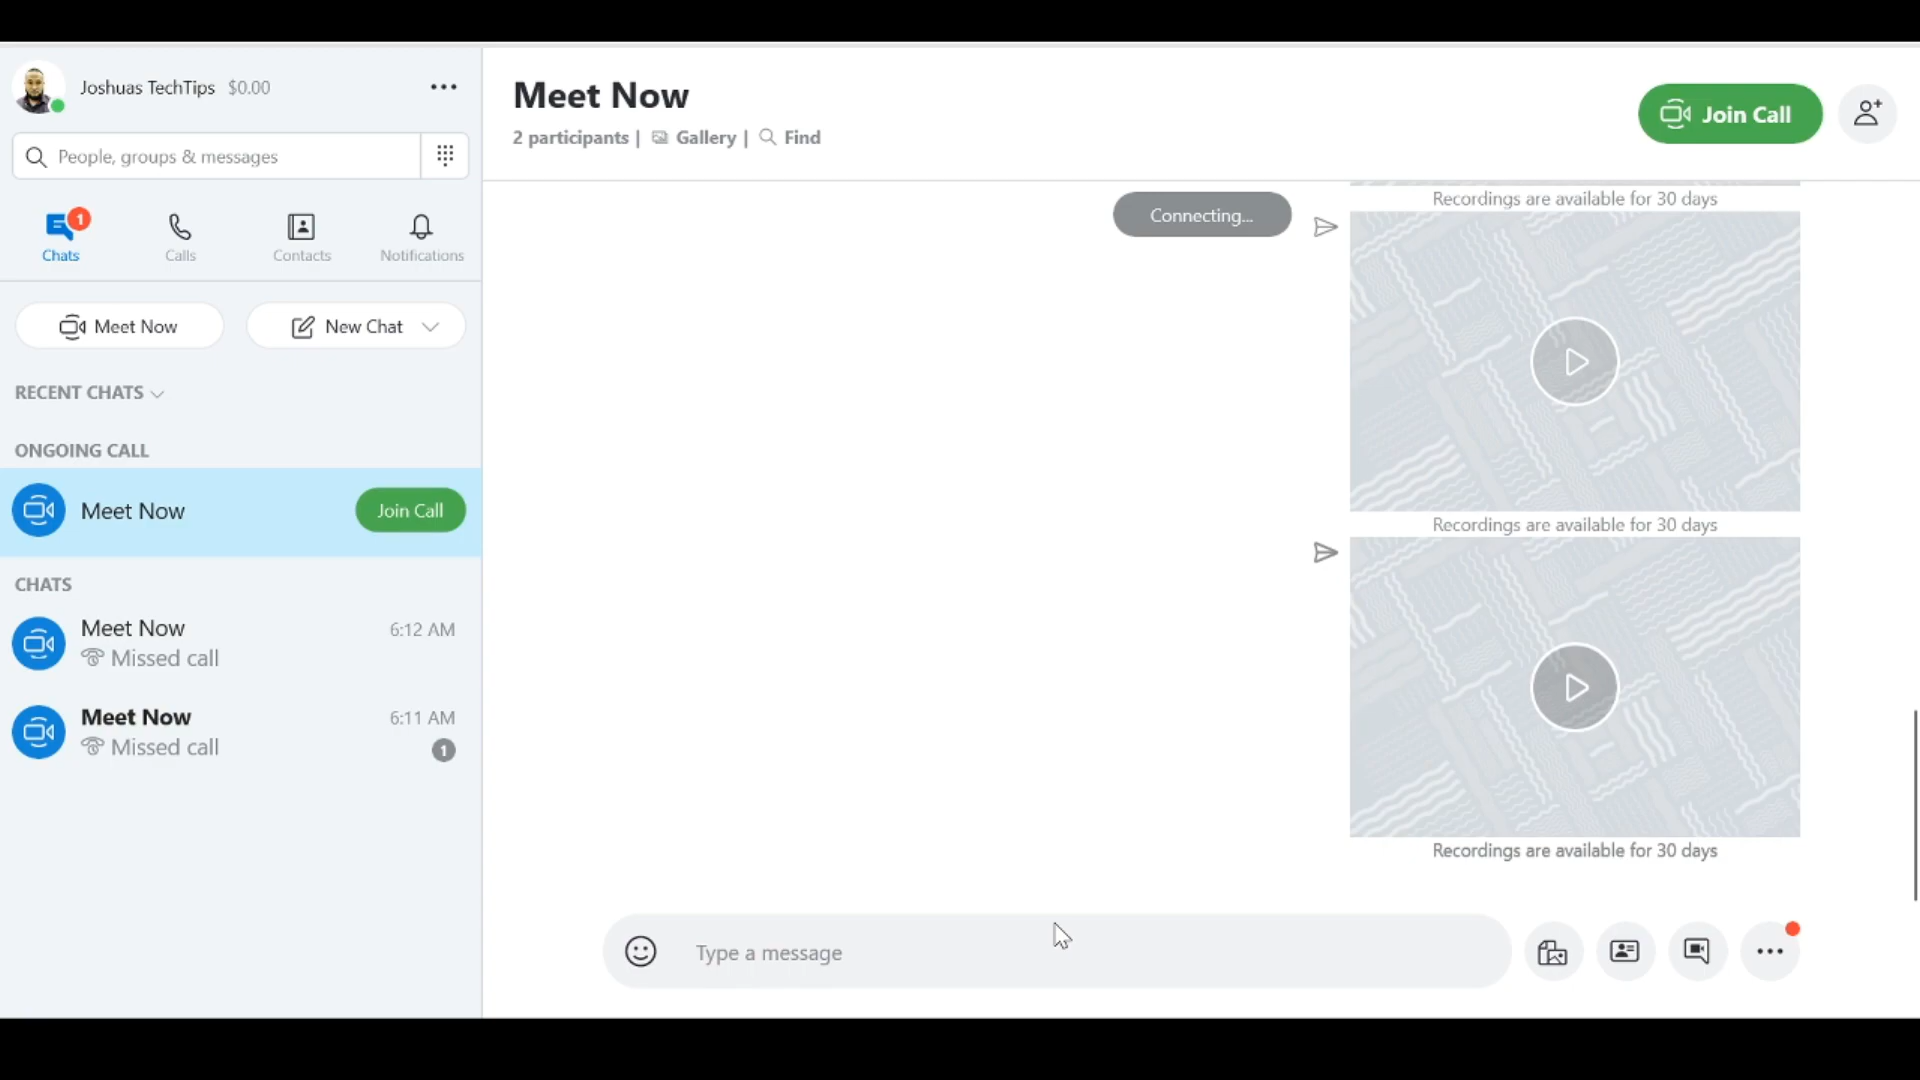 Joshuas TechTips $0.00
People, groups & messages
1
Chats
Calls
Contacts
Notifications
Meet Now
New Chat
RECENT CHATS
ONGOING CALL
Meet Now
Join Call
CHATS
Meet Now 6:12 AM
Missed call
Meet Now 6:11 AM
Missed call 1
Meet Now
2 participants | Gallery | Find
Join Call
Connecting...
Recordings are available for 30 days
Recordings are available for 30 days
Recordings are available for 30 days
Type a message